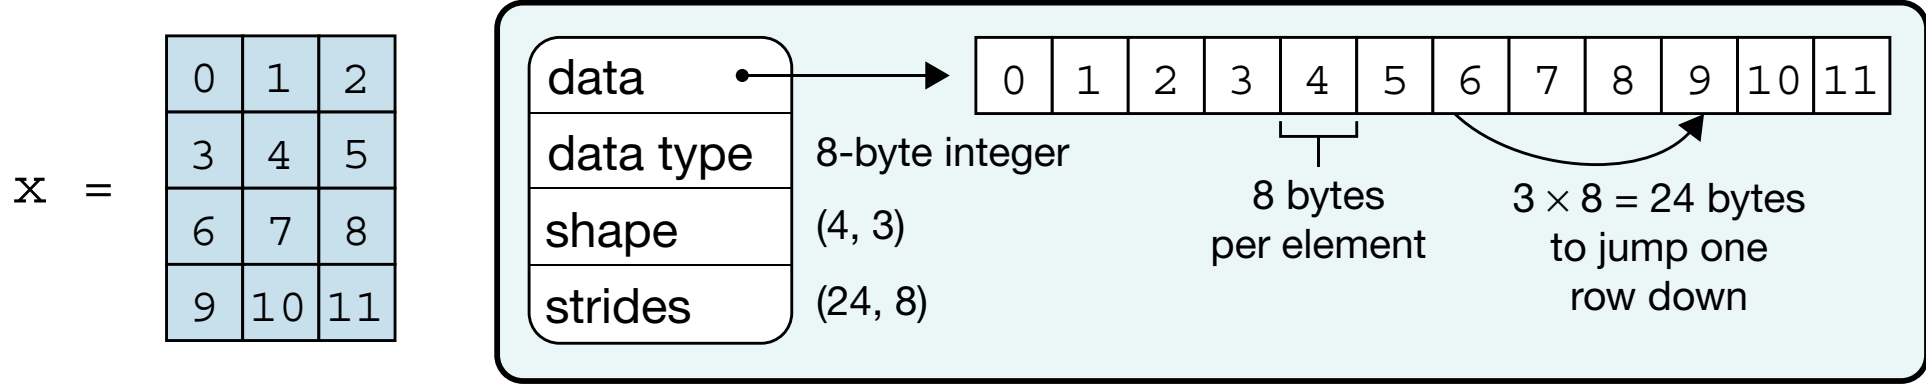 x =
0 1 2
3 4 5
6 7 8
9 10 11
data
data type 8-byte integer
shape (4, 3)
strides (24, 8)
0 1 2 3 4 5 6 7 8 9 10 11
8 bytes
per element
3 × 8 = 24 bytes
to jump one
row down